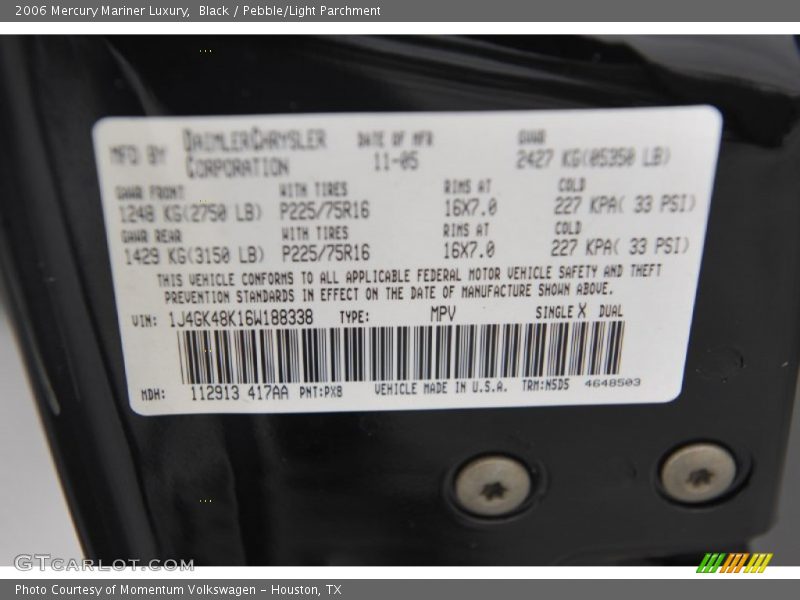 2006 Mercury Mariner Luxury,  Black / Pebble/Light Parchment
MFD BY DAIMLERCHRYSLER CORPORATION DATE OF MFR 11-05 GVWR 2427 KG(05350 LB)
GAWR FRONT WITH TIRES RIMS AT COLD
1248 KG(2750 LB) P225/75R16 16X7.0 227 KPA( 33 PSI)
GAWR REAR WITH TIRES RIMS AT COLD
1429 KG(3150 LB) P225/75R16 16X7.0 227 KPA( 33 PSI)
THIS VEHICLE CONFORMS TO ALL APPLICABLE FEDERAL MOTOR VEHICLE SAFETY AND THEFT
PREVENTION STANDARDS IN EFFECT ON THE DATE OF MANUFACTURE SHOWN ABOVE.
VIN: 1J4GK48K16W188338 TYPE: MPV SINGLE X DUAL
MDH: 112913 417AA PNT:PX8 VEHICLE MADE IN U.S.A. TRM:N5D5 4648503
GTCARLOT.COM
Photo Courtesy of Momentum Volkswagen - Houston, TX